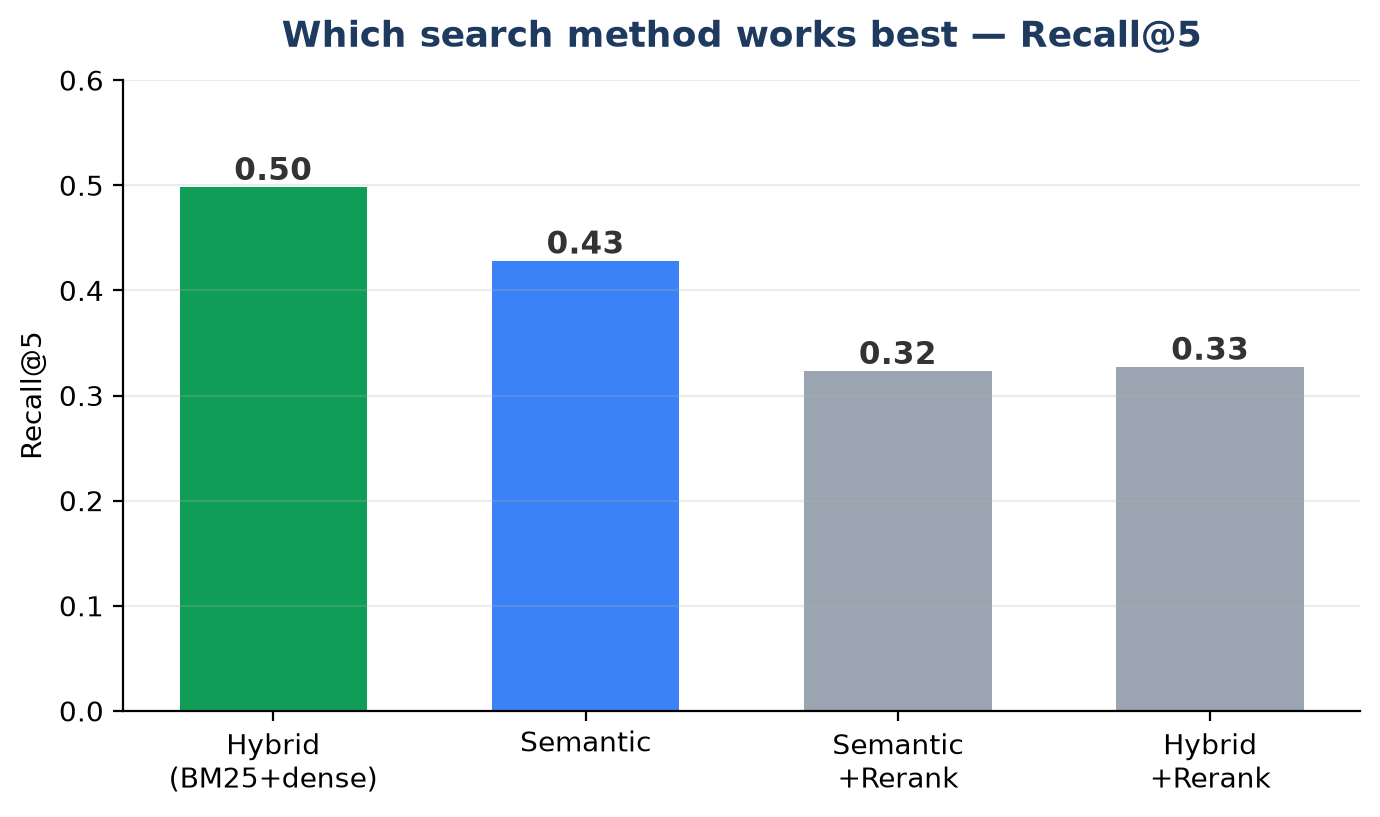 Which search method works best — Recall@5
0.6
0.5
0.4
0.3
0.2
0.1
0.0
Recall@5
0.50
0.43
0.32
0.33
Hybrid
(BM25+dense)
Semantic
Semantic
+Rerank
Hybrid
+Rerank